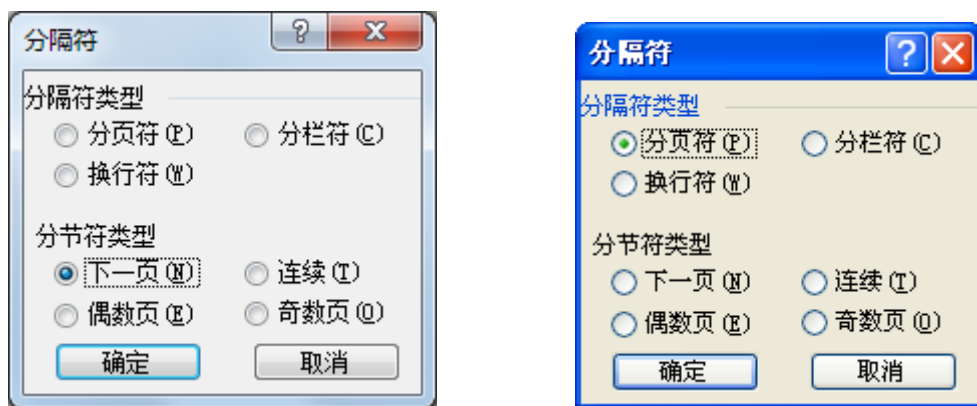 分隔符
分隔符类型
分页符(P) 分栏符(C)
换行符(W)
分节符类型
下一页(N) 连续(T)
偶数页(E) 奇数页(O)
确定 取消
分隔符
分隔符类型
分页符(P) 分栏符(C)
换行符(W)
分节符类型
下一页(N) 连续(T)
偶数页(E) 奇数页(O)
确定 取消